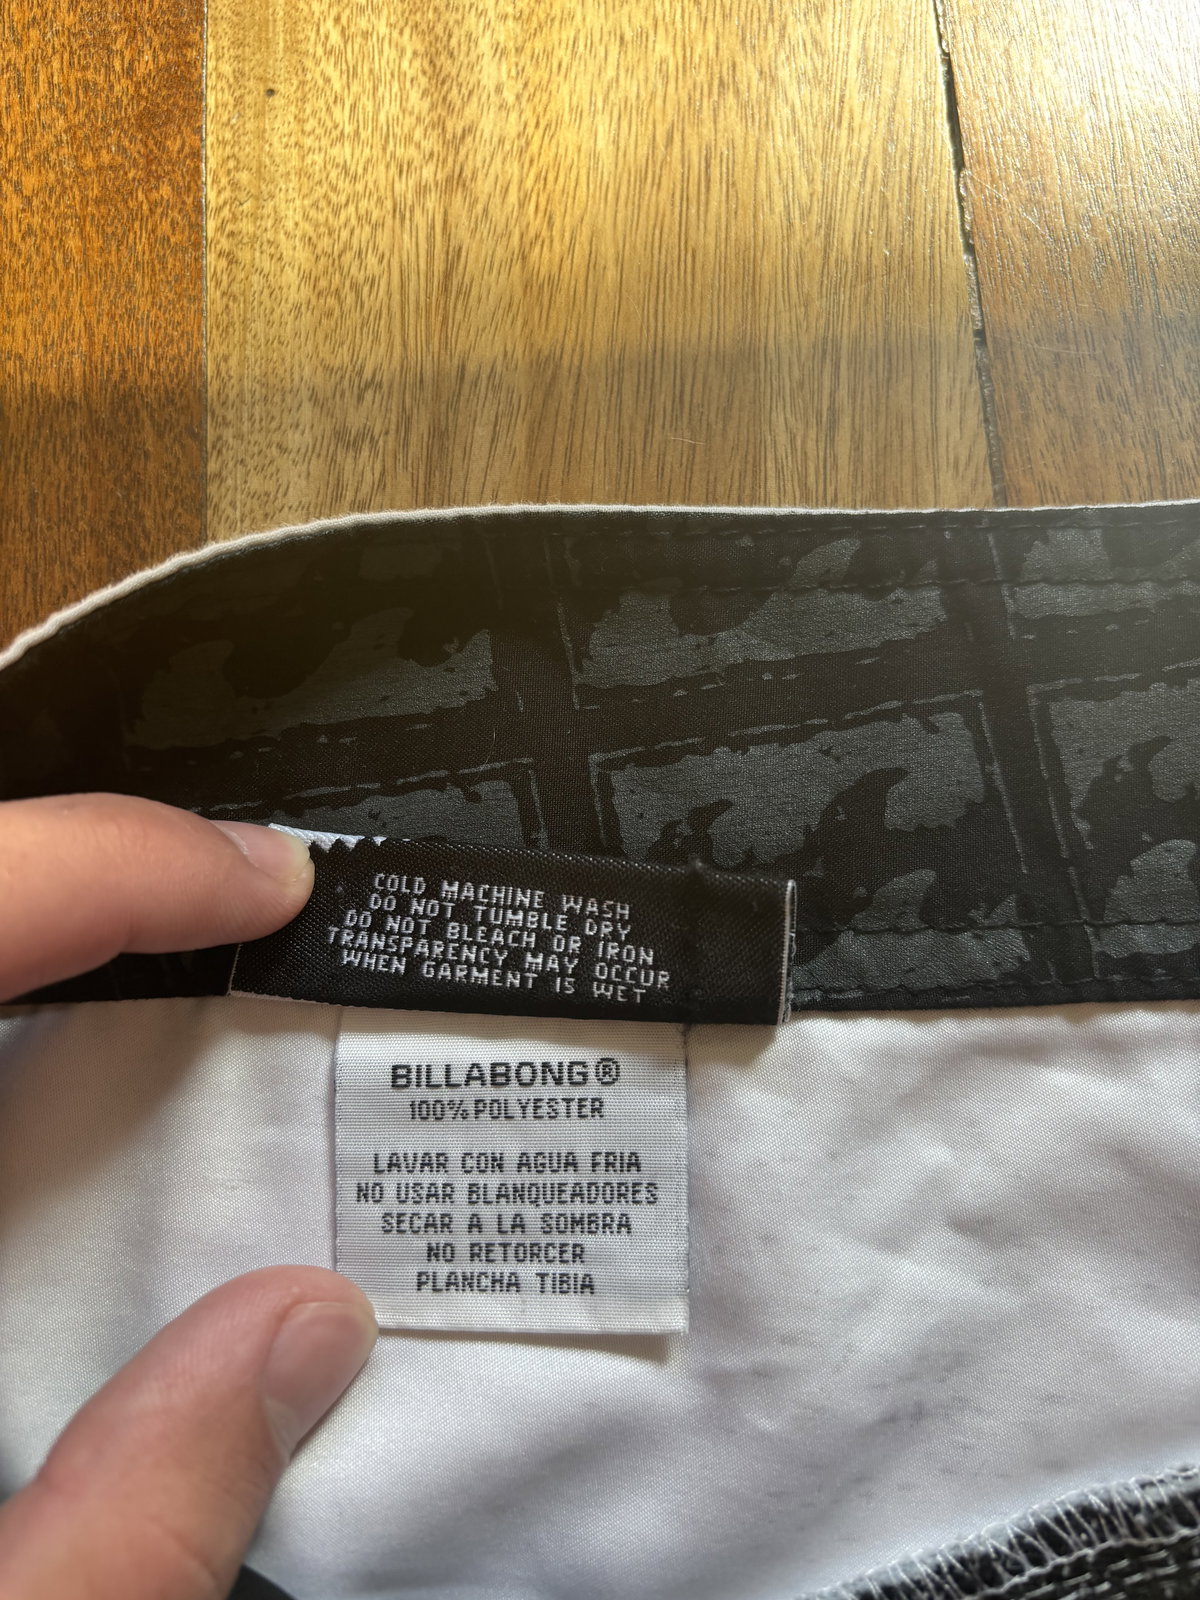 COLD MACHINE WASH
DO NOT TUMBLE DRY
DO NOT BLEACH OR IRON
TRANSPARENCY MAY OCCUR
WHEN GARMENT IS WET
BILLABONG®
100% POLYESTER
LAVAR CON AGUA FRIA
NO USAR BLANQUEADORES
SECAR A LA SOMBRA
NO RETORCER
PLANCHA TIBIA